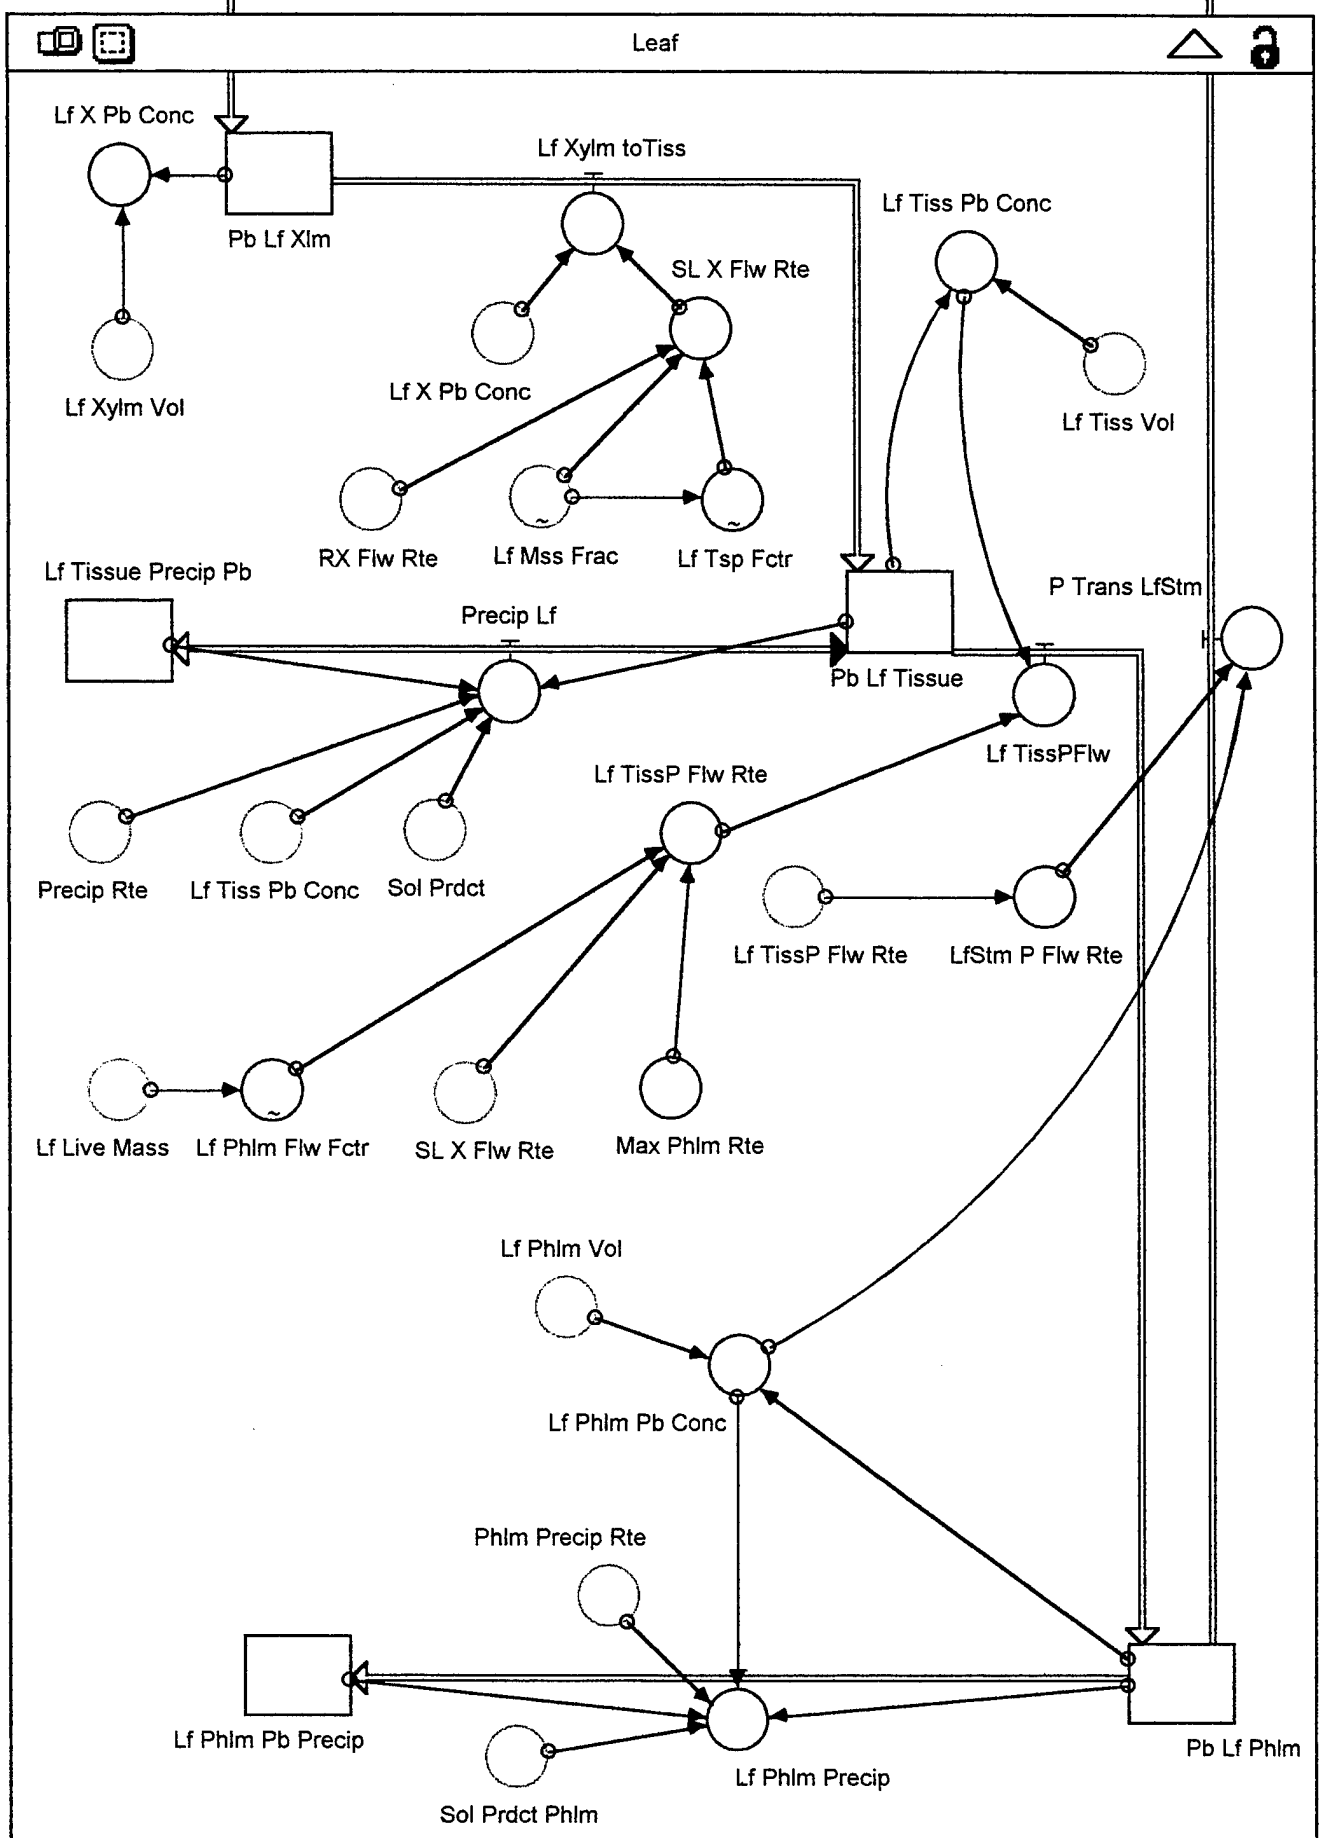 Leaf
Lf X Pb Conc
Lf Xylm toTiss
Lf Tiss Pb Conc
Pb Lf Xlm
SL X Flw Rte
Lf X Pb Conc
Lf Xylm Vol
Lf Tiss Vol
RX Flw Rte
Lf Mss Frac
Lf Tsp Fctr
~
~
Lf Tissue Precip Pb
P Trans LfStm
Precip Lf
Pb Lf Tissue
Lf TissPFlw
Lf TissP Flw Rte
Precip Rte
Lf Tiss Pb Conc
Sol Prdct
Lf TissP Flw Rte
LfStm P Flw Rte
~
Lf Live Mass
Lf Phlm Flw Fctr
SL X Flw Rte
Max Phlm Rte
Lf Phlm Vol
Lf Phlm Pb Conc
Phlm Precip Rte
Lf Phlm Pb Precip
Pb Lf Phlm
Lf Phlm Precip
Sol Prdct Phlm